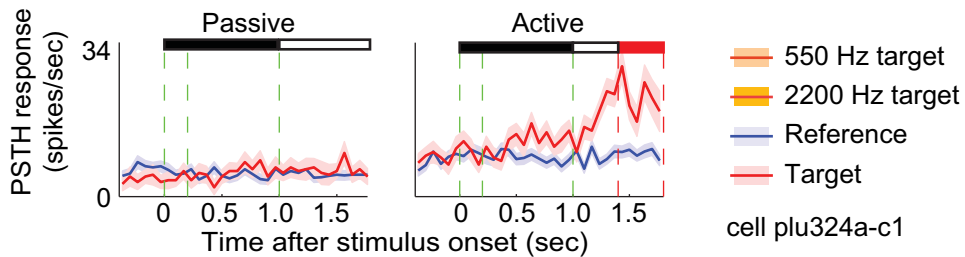 Passive
Active
PSTH response
(spikes/sec)
34
0
0 0.5 1.0 1.5
0 0.5 1.0 1.5
Time after stimulus onset (sec)
550 Hz target
2200 Hz target
Reference
Target
cell plu324a-c1